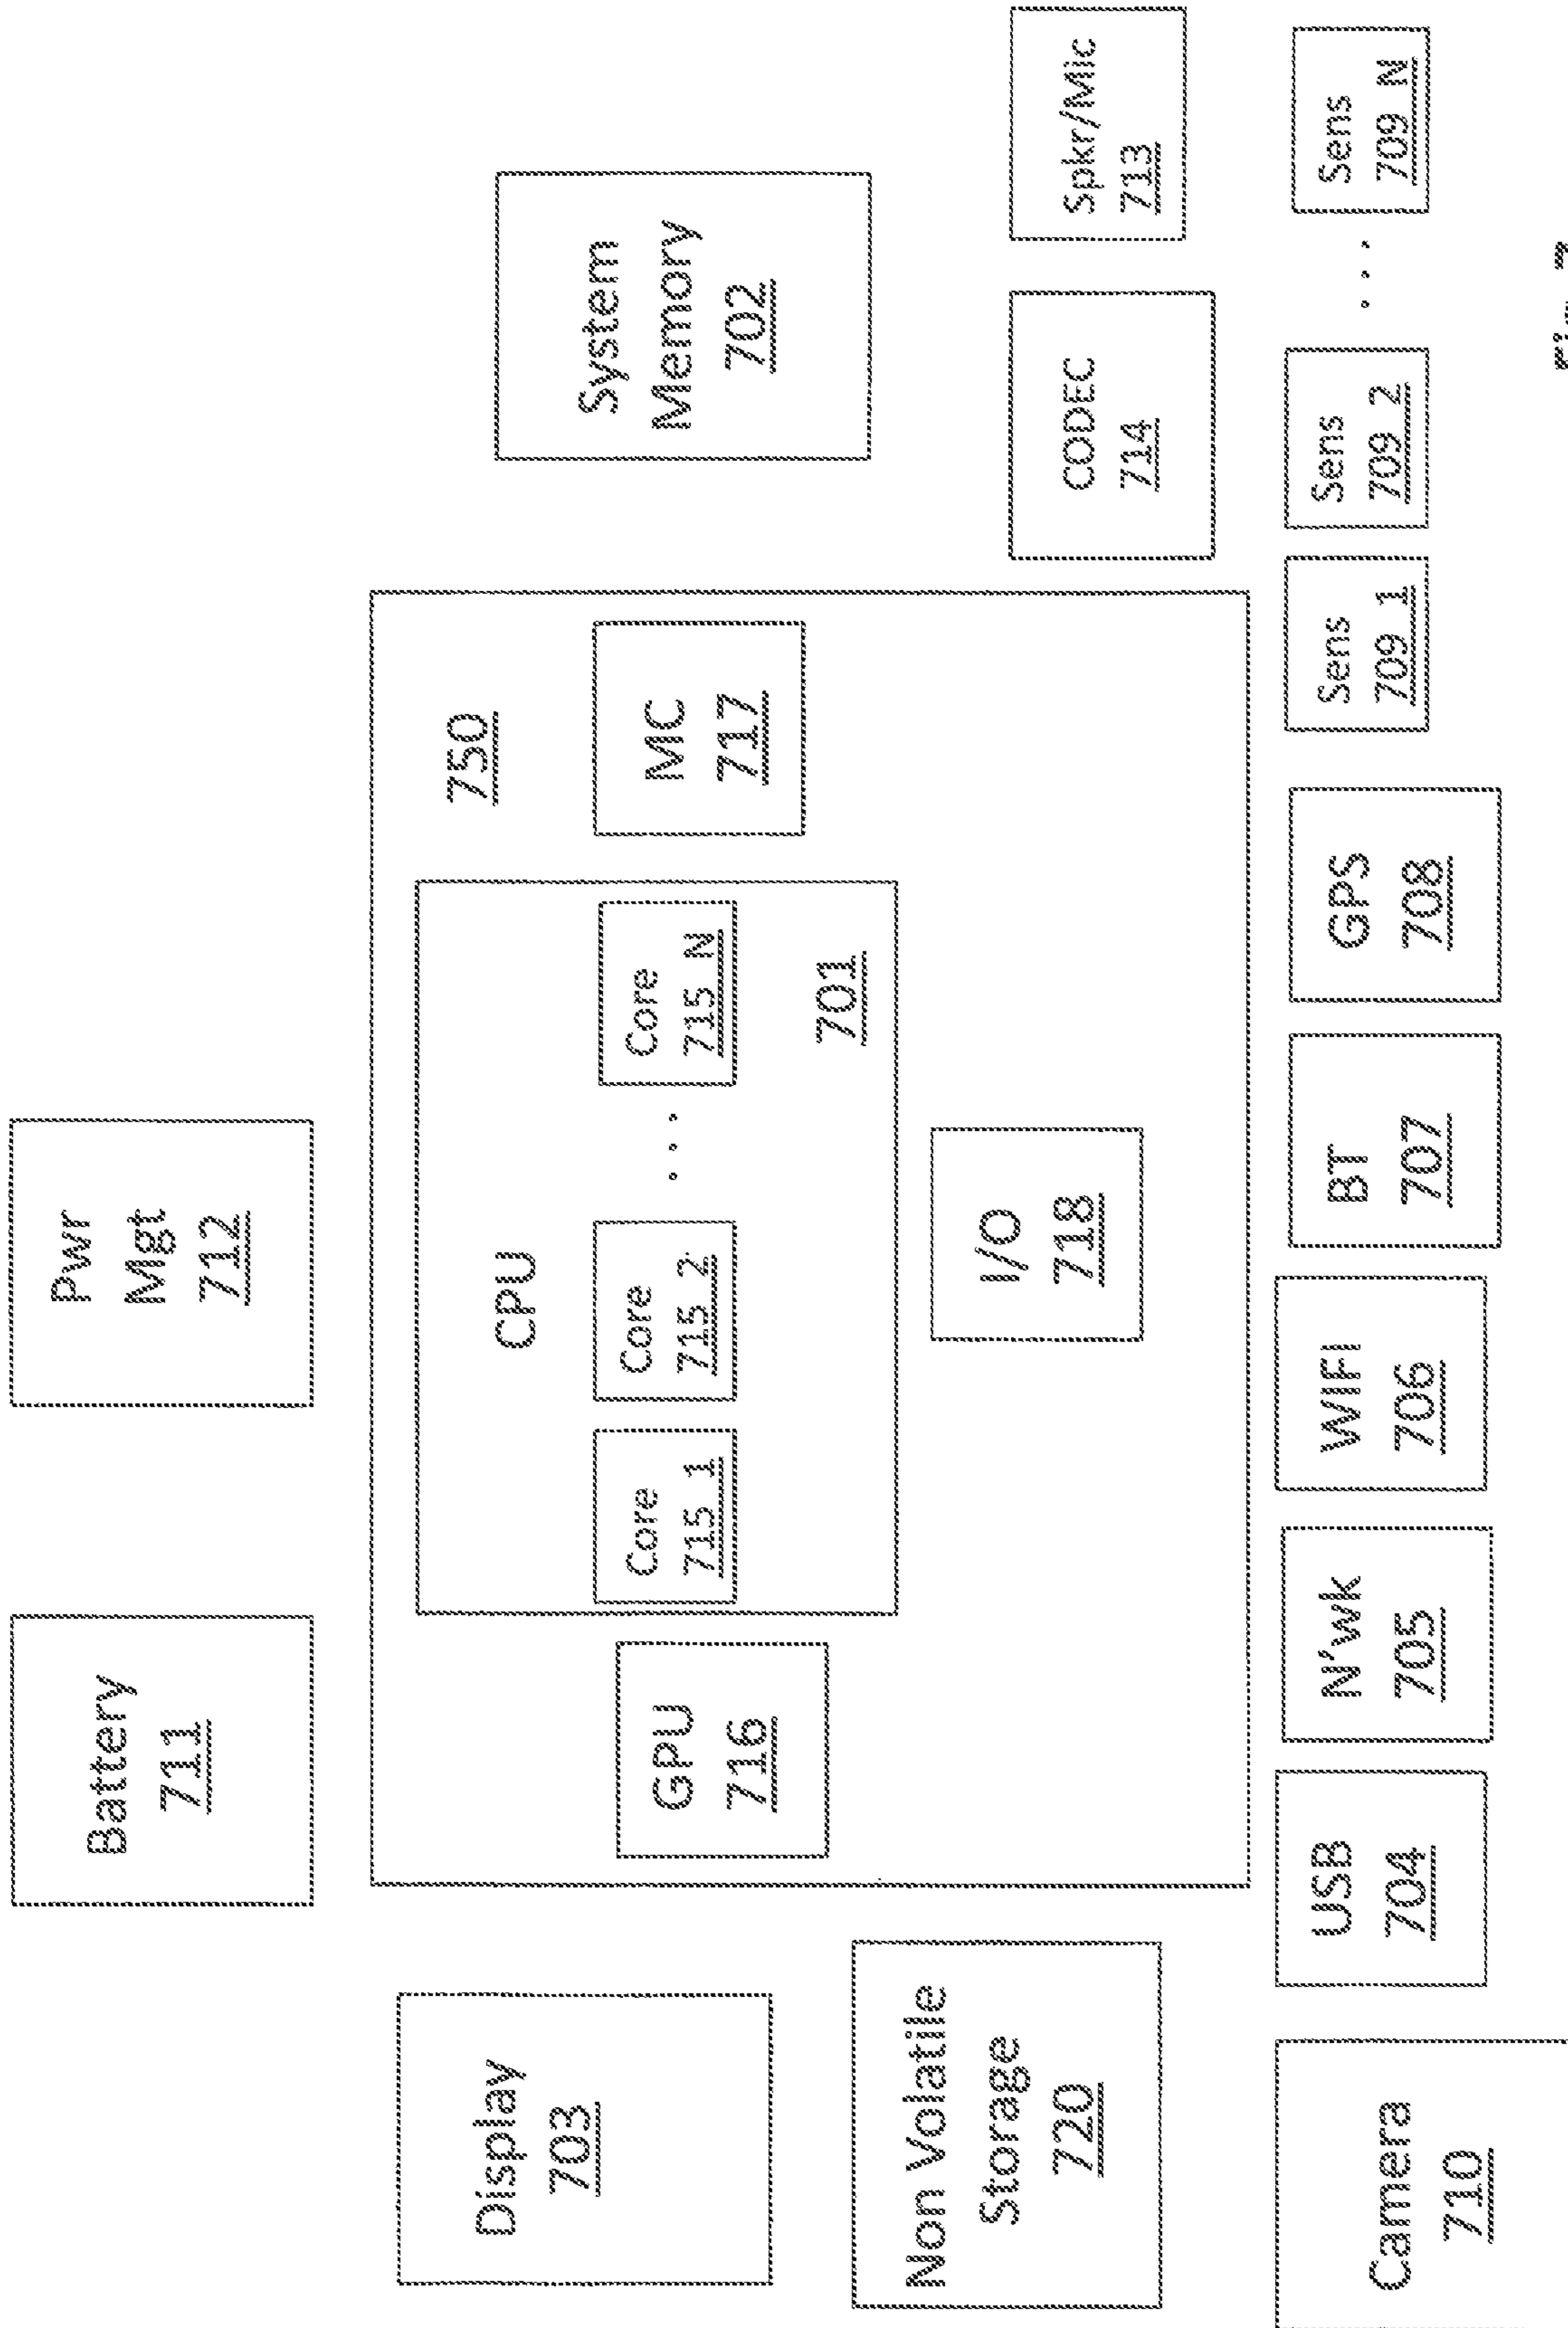 Battery
711
Pwr
Mgt
712
Display
703
750
CPU
Core
715_1
Core
715_2
. . .
Core
715_N
701
GPU
716
MC
717
System
Memory
702
Non Volatile
Storage
720
I/O
718
CODEC
714
Spkr/Mic
713
Camera
710
USB
704
N'wk
705
WIFI
706
BT
707
GPS
708
Sens
709_1
Sens
709_2
. . .
Sens
709_N